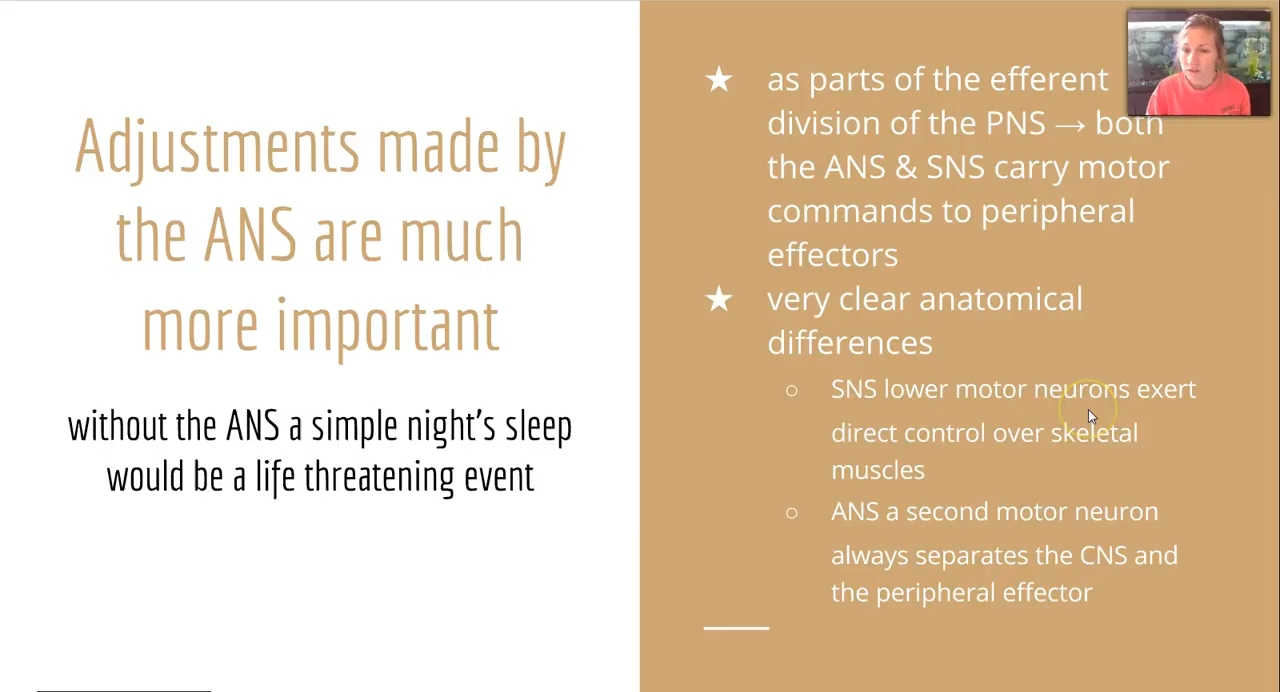 Adjustments made by
the ANS are much
more important
without the ANS a simple night's sleep
would be a life threatening event
★ as parts of the efferent
division of the PNS → both
the ANS & SNS carry motor
commands to peripheral
effectors
★ very clear anatomical
differences
○ SNS lower motor neurons exert
direct control over skeletal
muscles
○ ANS a second motor neuron
always separates the CNS and
the peripheral effector